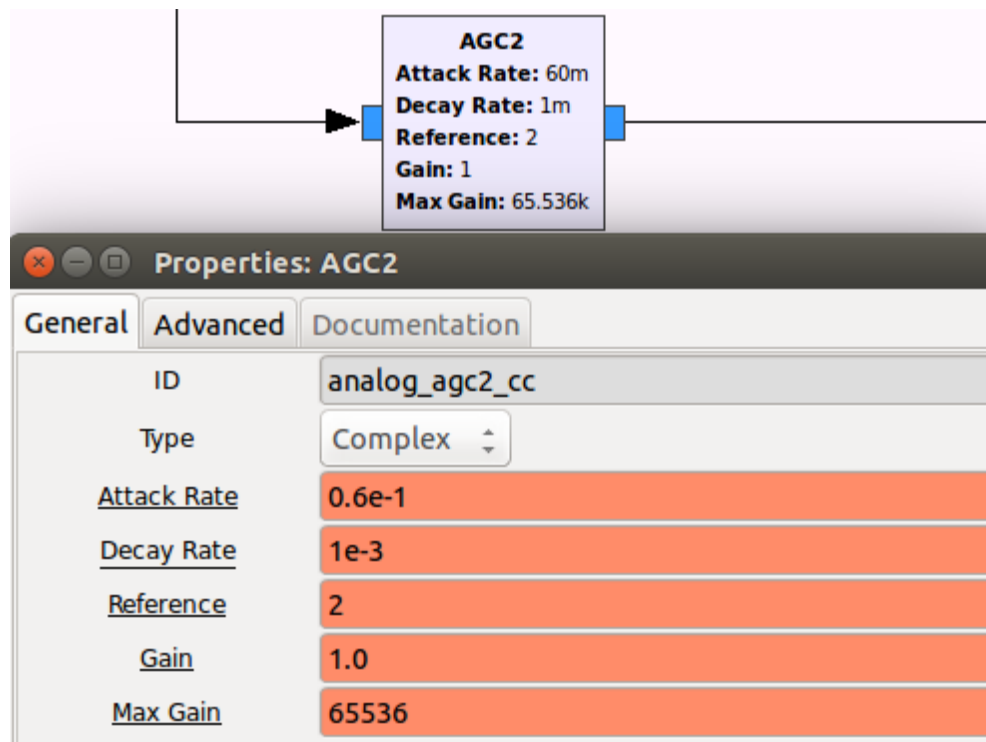 AGC2
Attack Rate: 60m
Decay Rate: 1m
Reference: 2
Gain: 1
Max Gain: 65.536k
Properties: AGC2
General Advanced Documentation
ID analog_agc2_cc
Type Complex
Attack Rate 0.6e-1
Decay Rate 1e-3
Reference 2
Gain 1.0
Max Gain 65536